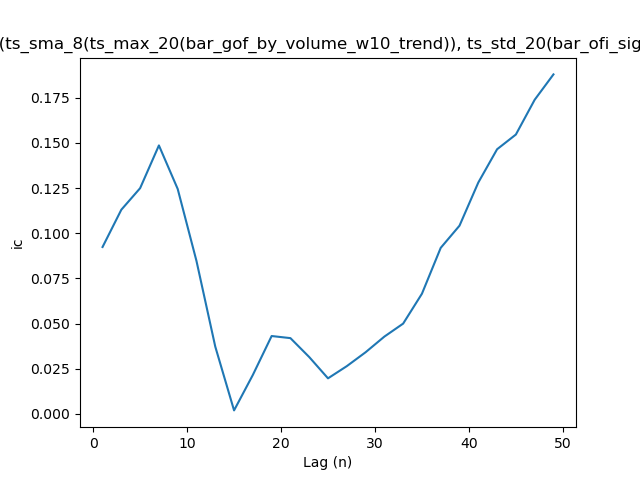 (ts_sma_8(ts_max_20(bar_gof_by_volume_w10_trend)), ts_std_20(bar_ofi_sig
0.175
0.150
0.125
0.100
0.075
0.050
0.025
0.000
ic
0 10 20 30 40 50
Lag (n)